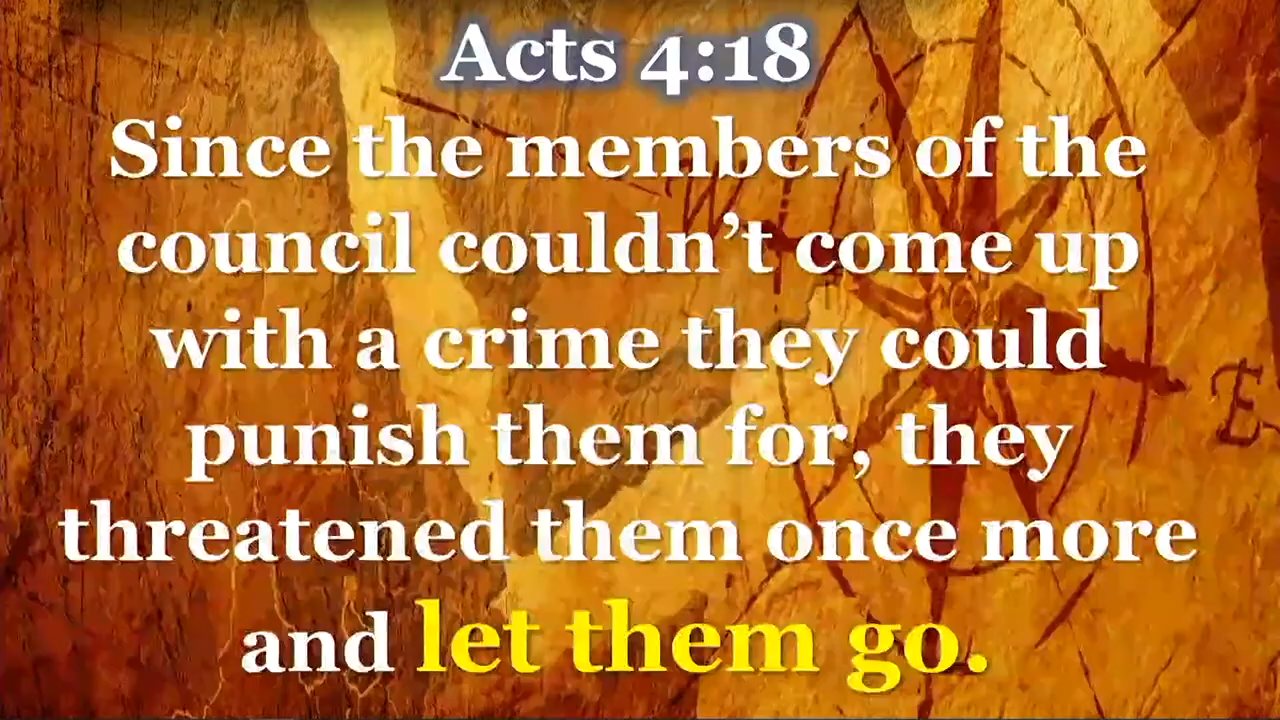 Acts 4:18
Since the members of the
council couldn’t come up
with a crime they could
punish them for, they
threatened them once more
and let them go.
E